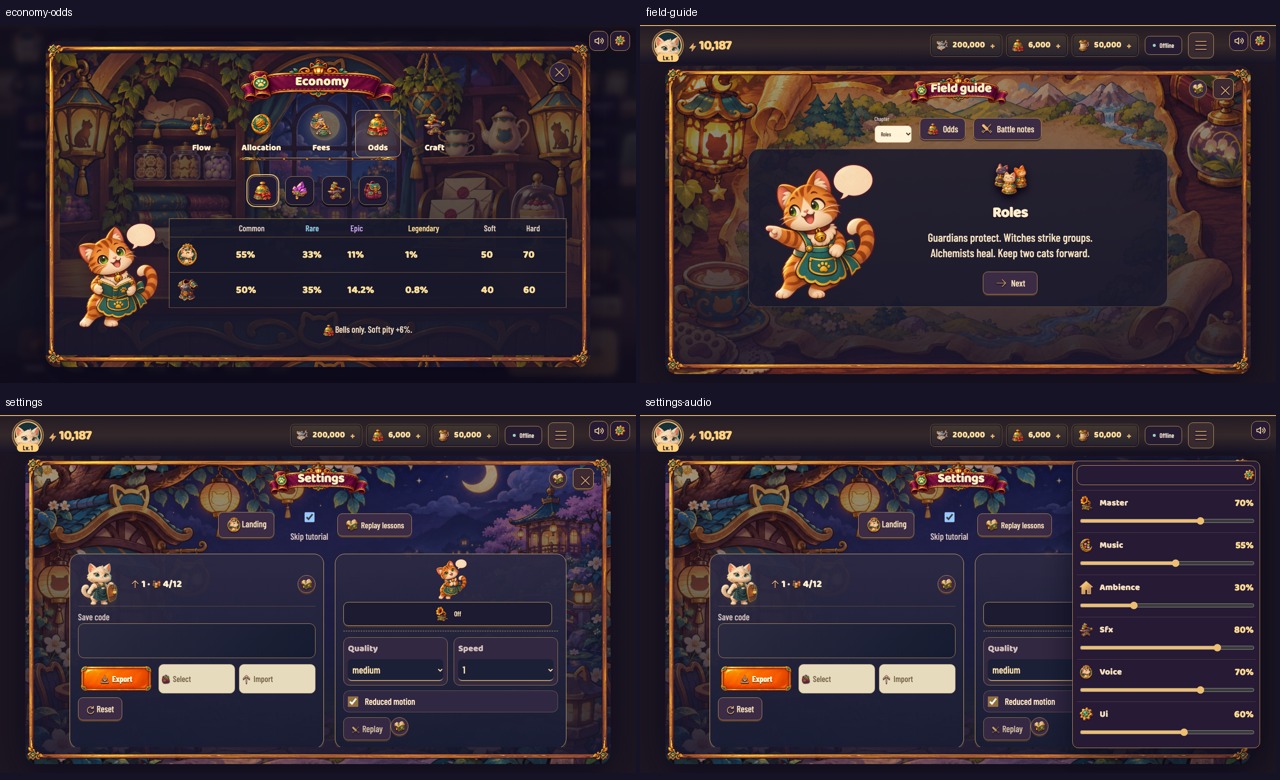 economy-odds
Economy
Flow
Allocation
Fees
Odds
Craft
Common Rare Epic Legendary Soft Hard
55% 33% 11% 1% 50 70
50% 35% 14.2% 0.8% 40 60
Bells only. Soft pity +6%.
field-guide
Lv. 1
10,187
200,000 +
6,000 +
50,000 +
Offline
Field guide
Chapter
Roles
Odds
Battle notes
Roles
Guardians protect. Witches strike groups.
Alchemists heal. Keep two cats forward.
Next
settings
Lv. 1
10,187
200,000 +
6,000 +
50,000 +
Offline
Settings
Landing
Skip tutorial
Replay lessons
1 · 4/12
Save code
Export
Select
Import
Reset
Off
Quality
medium
Speed
1
Reduced motion
Replay
settings-audio
Lv. 1
10,187
200,000 +
6,000 +
50,000 +
Offline
Settings
Landing
Skip tutorial
Replay lessons
1 · 4/12
Save code
Export
Select
Import
Reset
Quality
medium
Reduced motion
Replay
Master 70%
Music 55%
Ambience 30%
Sfx 80%
Voice 70%
Ui 60%